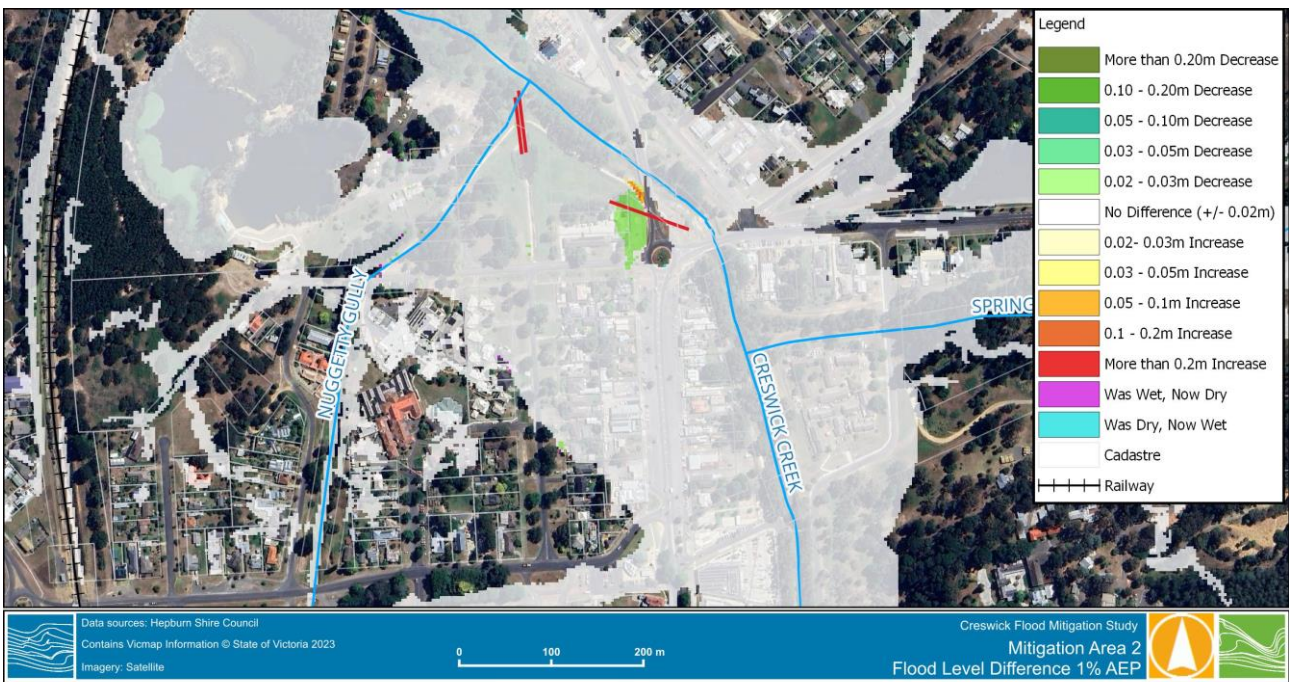 Legend
More than 0.20m Decrease
0.10 - 0.20m Decrease
0.05 - 0.10m Decrease
0.03 - 0.05m Decrease
0.02 - 0.03m Decrease
No Difference (+/- 0.02m)
0.02- 0.03m Increase
0.03 - 0.05m Increase
0.05 - 0.1m Increase
0.1 - 0.2m Increase
More than 0.2m Increase
Was Wet, Now Dry
Was Dry, Now Wet
Cadastre
Railway
NUGGETTY GULLY
CRESWICK CREEK
SPRING
Data sources: Hepburn Shire Council
Contains Vicmap Information © State of Victoria 2023
Imagery: Satellite
0 100 200 m
Creswick Flood Mitigation Study
Mitigation Area 2
Flood Level Difference 1% AEP